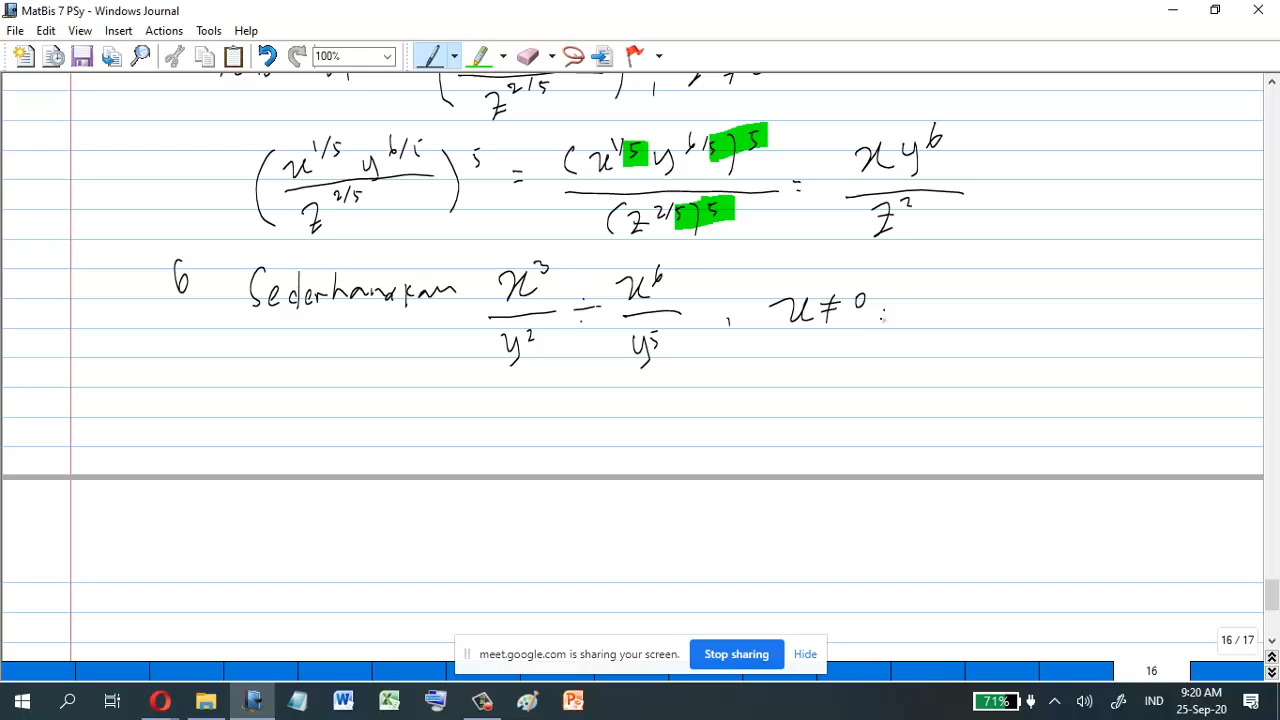 MatBis 7 PSy - Windows Journal
File Edit View Insert Actions Tools Help
100%
z^{2/5}
(x^{1/5} y^{6/5} / z^{2/5})^5 = (x^{1/5} y^{6/5})^5 / (z^{2/5})^5 = x y^6 / z^2
6 Sederhanakan x^3 / y^2 ÷ x^6 / y^5 , x ≠ 0 ;
16 / 17
meet.google.com is sharing your screen. Stop sharing Hide
16
71% IND 9:20 AM
25-Sep-20